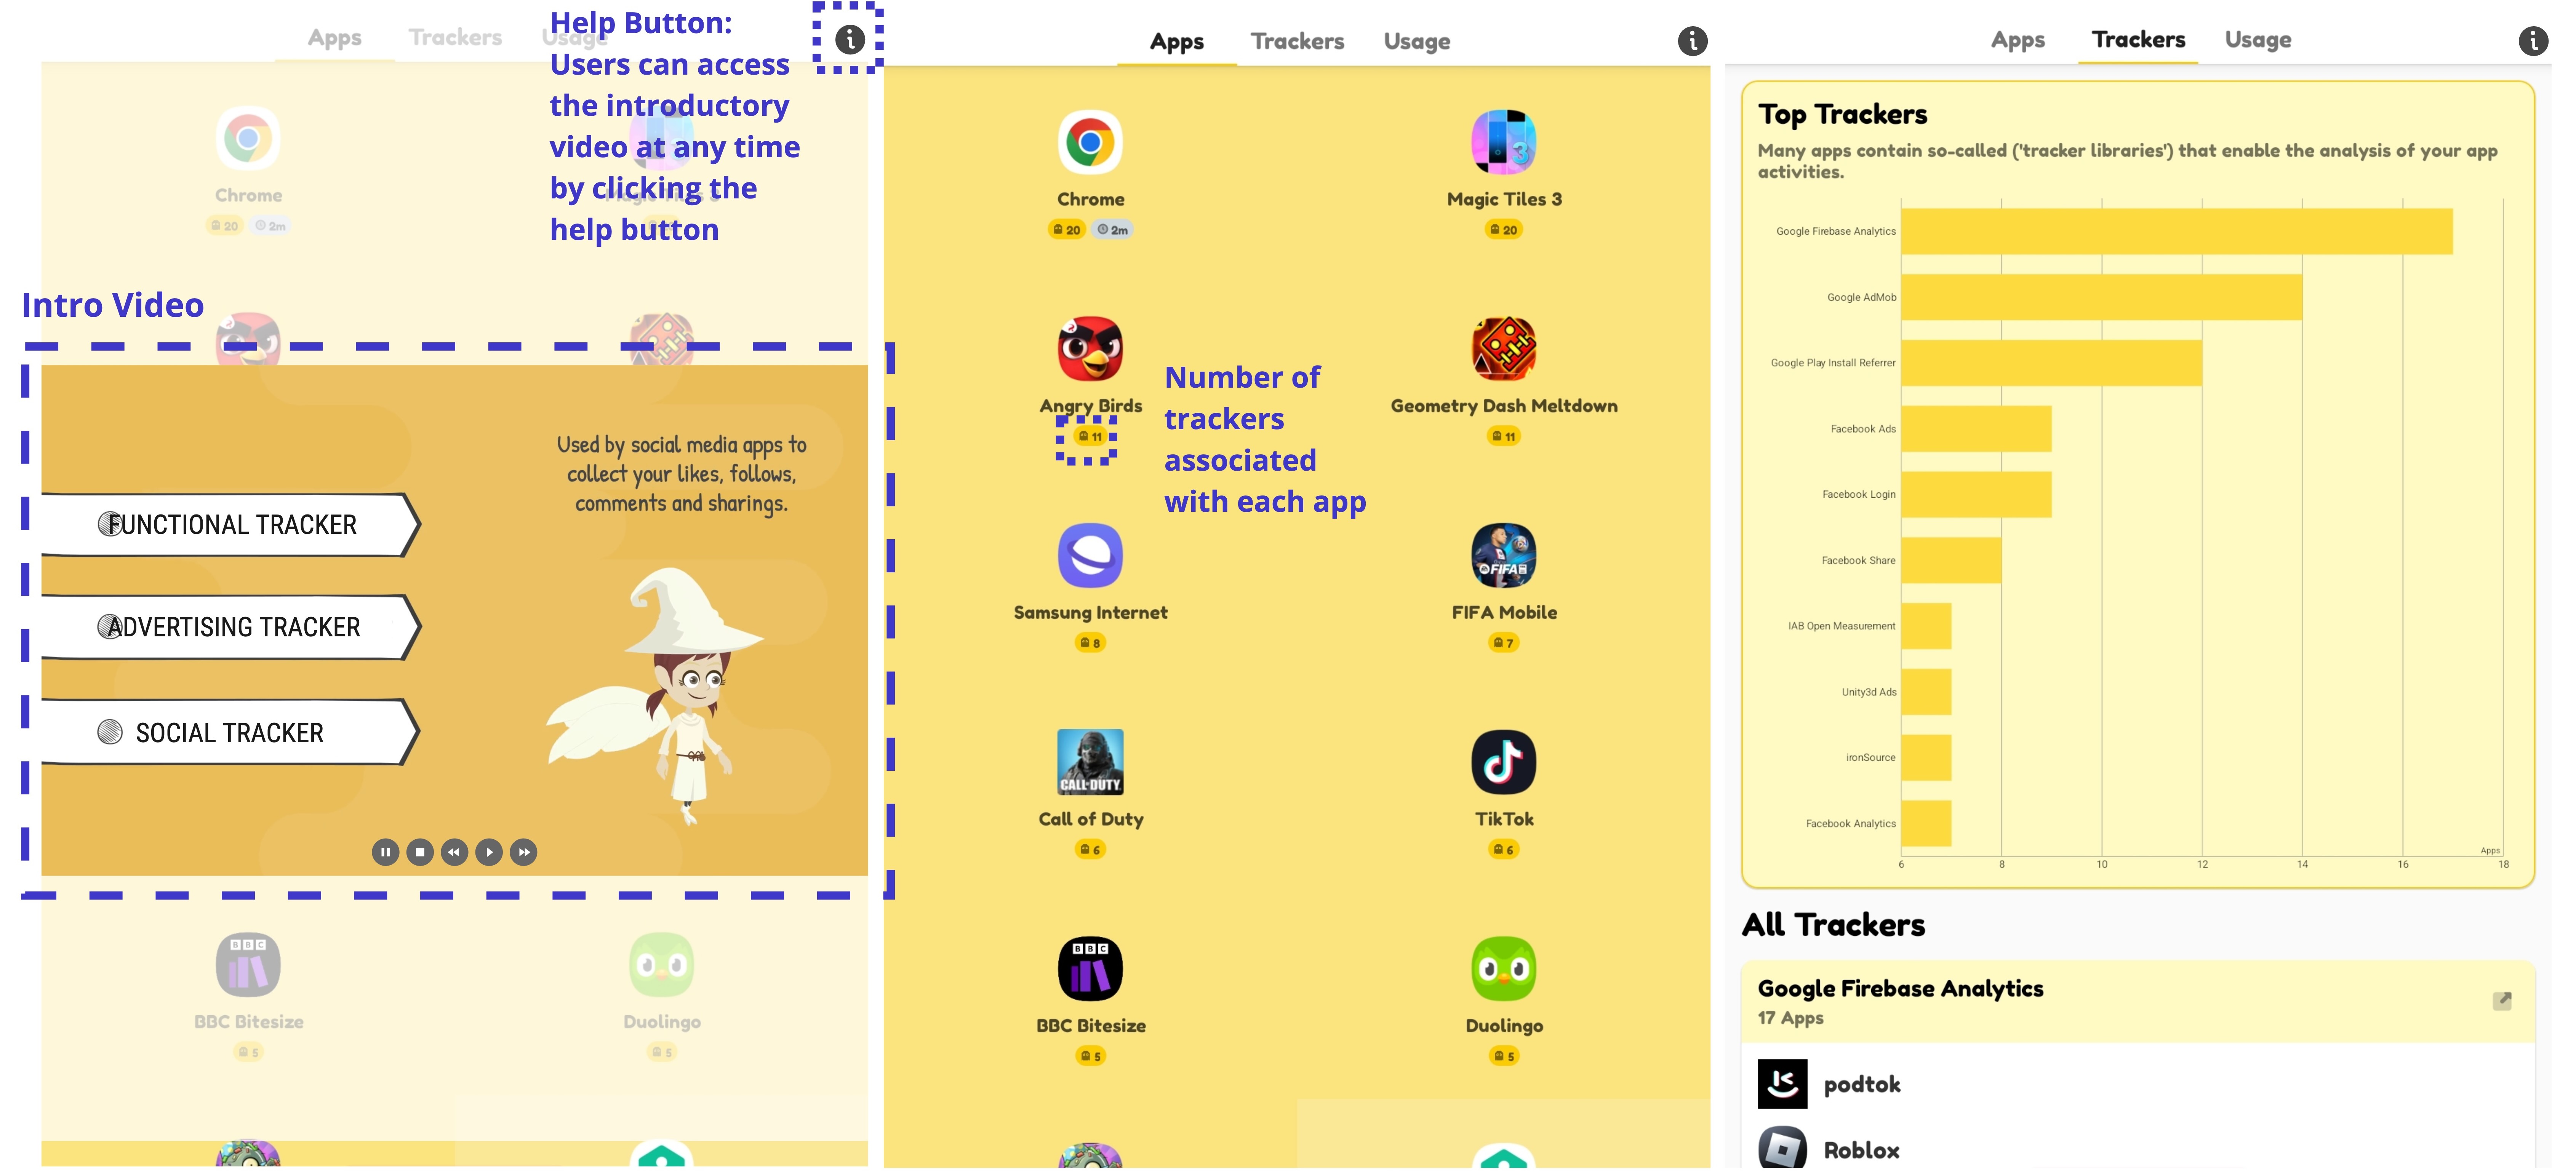 Apps
Trackers
Usage
Help Button:
Users can access
the introductory
video at any time
by clicking the
help button
Chrome
20
2m
Intro Video
Used by social media apps to
collect your likes, follows,
comments and sharings.
FUNCTIONAL TRACKER
ADVERTISING TRACKER
SOCIAL TRACKER
BBC
BBC Bitesize
5
Duolingo
5
Apps
Trackers
Usage
Chrome
20
2m
3
Magic Tiles 3
20
Angry Birds
11
Geometry Dash Meltdown
11
Number of
trackers
associated
with each app
Samsung Internet
8
FIFA
FIFA Mobile
7
CALL OF DUTY
Call of Duty
6
TikTok
6
BBC
BBC Bitesize
5
Duolingo
5
Apps
Trackers
Usage
Top Trackers
Many apps contain so-called ('tracker libraries') that enable the analysis of your app
activities.
Google Firebase Analytics
Google AdMob
Google Play Install Referrer
Facebook Ads
Facebook Login
Facebook Share
IAB Open Measurement
Unity3d Ads
ironSource
Facebook Analytics
Apps
6 8 10 12 14 16 18
All Trackers
Google Firebase Analytics
17 Apps
podtok
Roblox